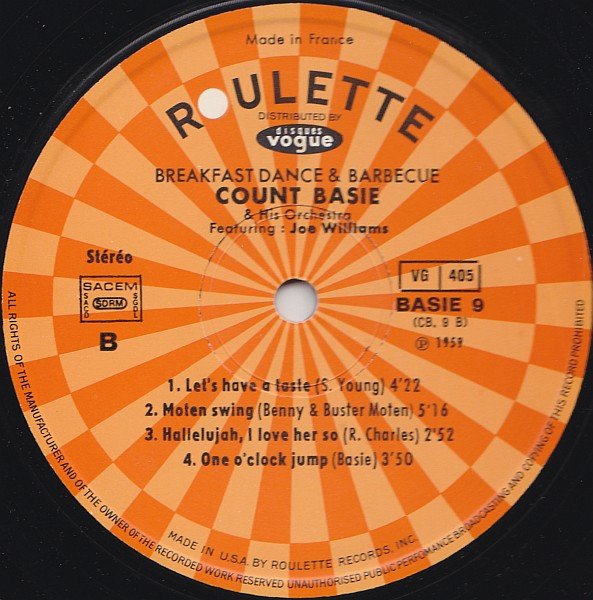 Made in France
ROULETTE
DISTRIBUTED BY
disques
vogue
BREAKFAST DANCE & BARBECUE
COUNT BASIE
& His Orchestra
Featuring : Joe Williams
Stéréo
SACEM
SACD SDRM SGDL
B
VG 405
BASIE 9
(CB. 9 B)
℗ 1959
1. Let's have a taste (S. Young) 4'22
2. Moten swing (Benny & Buster Moten) 5'16
3. Hallelujah, I love her so (R. Charles) 2'52
4. One o'clock jump (Basie) 3'50
MADE IN U.S.A. BY ROULETTE RECORDS, INC.
ALL RIGHTS OF THE MANUFACTURER AND OF THE OWNER OF THE RECORDED WORK RESERVED UNAUTHORISED PUBLIC PERFOMANCE BROADCASTING AND COPYING OF THIS RECORD PROHIBITED